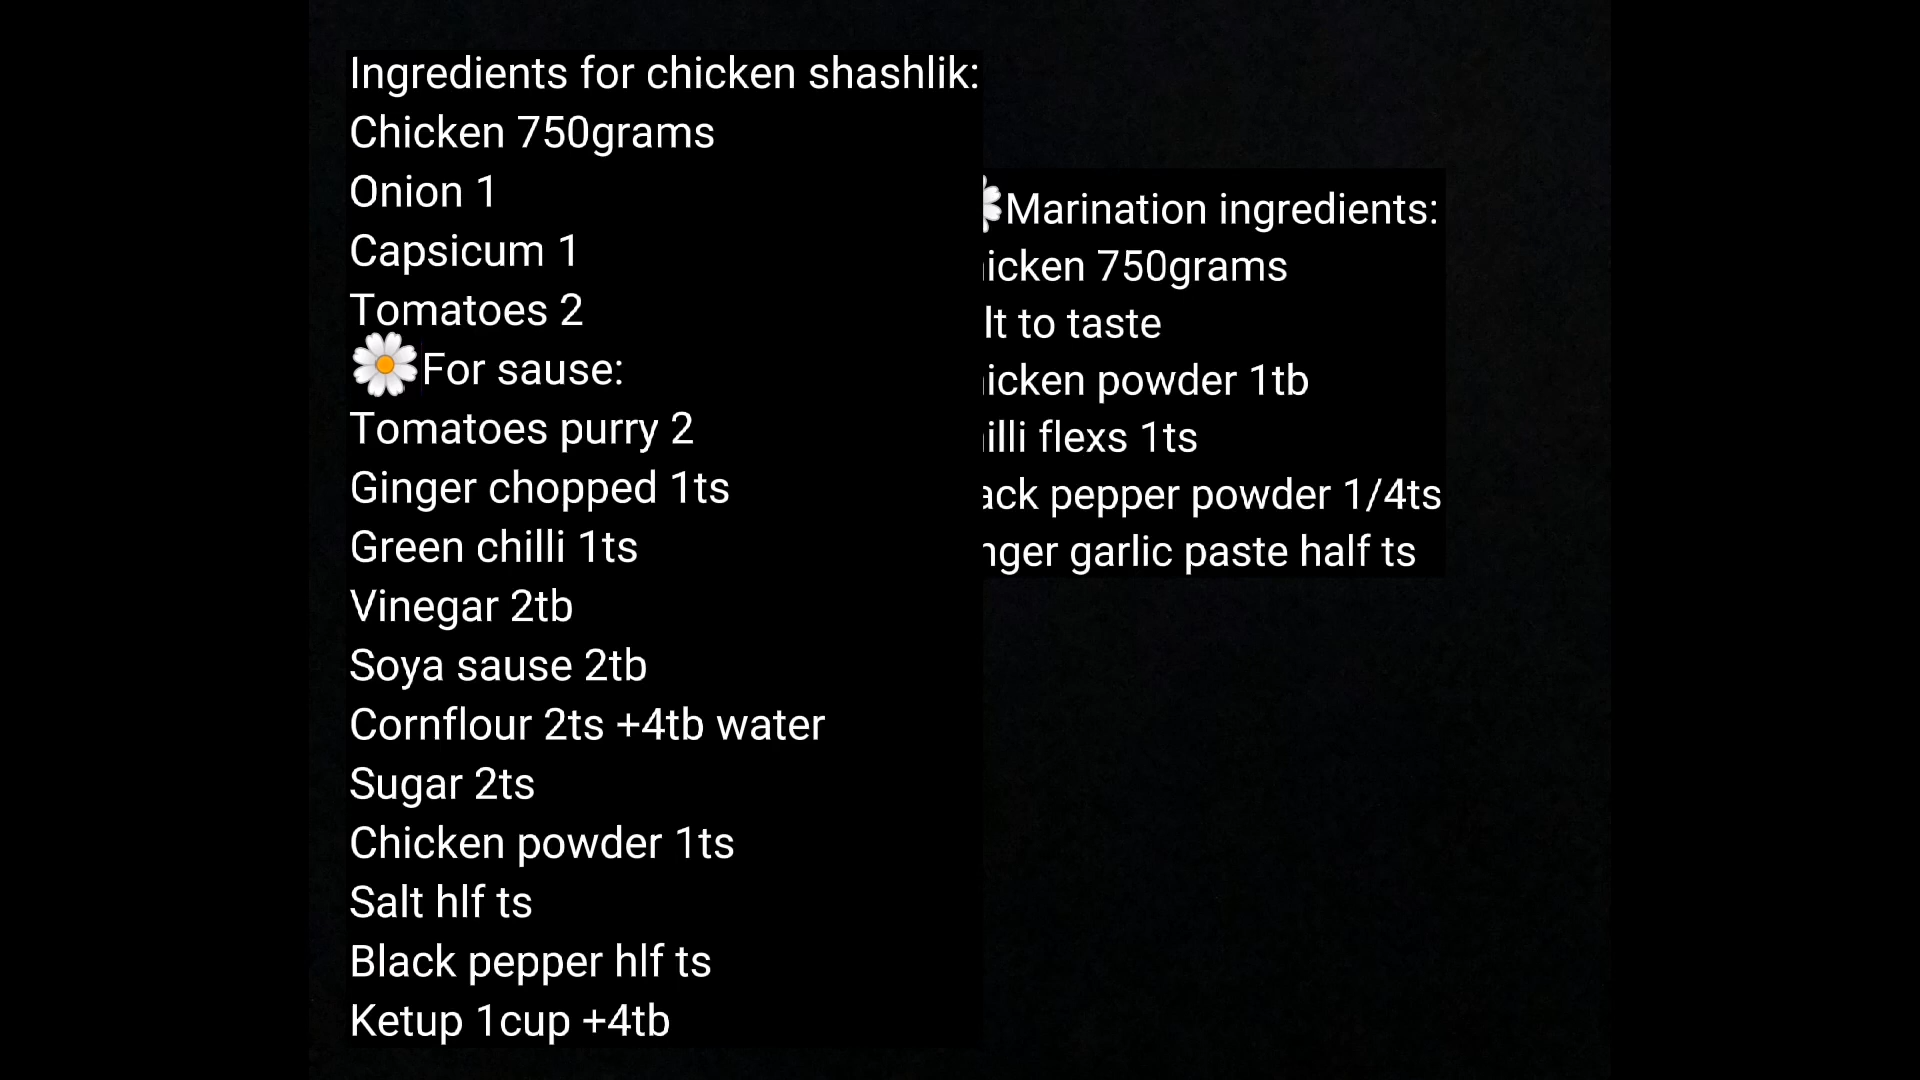 Ingredients for chicken shashlik:
Chicken 750grams
Onion 1
Capsicum 1
Tomatoes 2
🌼For sause:
Tomatoes purry 2
Ginger chopped 1ts
Green chilli 1ts
Vinegar 2tb
Soya sause 2tb
Cornflour 2ts +4tb water
Sugar 2ts
Chicken powder 1ts
Salt hlf ts
Black pepper hlf ts
Ketup 1cup +4tb
Marination ingredients:
icken 750grams
lt to taste
icken powder 1tb
illi flexs 1ts
ack pepper powder 1/4ts
nger garlic paste half ts